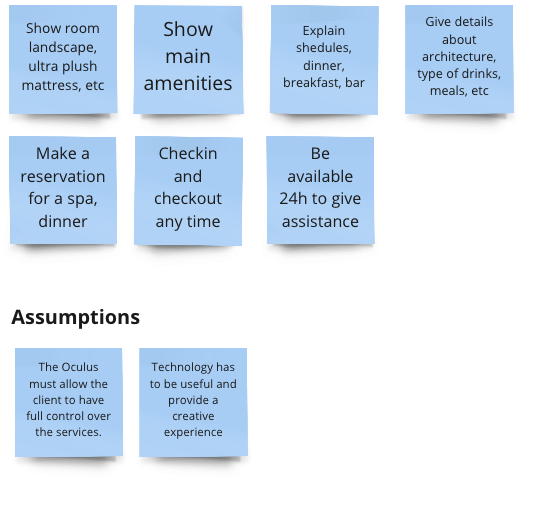 Show room
landscape,
ultra plush
mattress, etc
Show
main
amenities
Explain
shedules,
dinner,
breakfast, bar
Give details
about
architecture,
type of drinks,
meals, etc
Make a
reservation
for a spa,
dinner
Checkin
and
checkout
any time
Be
available
24h to give
assistance
Assumptions
The Oculus
must allow the
client to have
full control over
the services.
Technology has
to be useful and
provide a
creative
experience